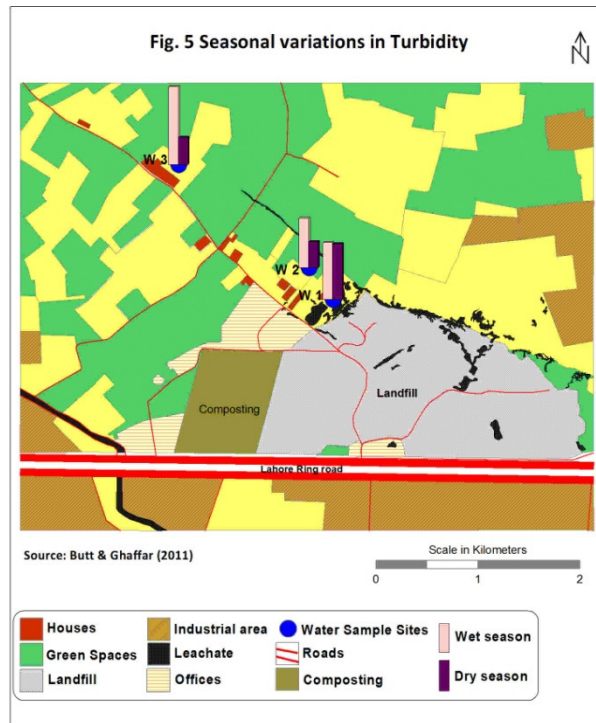 Fig. 5 Seasonal variations in Turbidity
N
W 3
W 2
W 1
Composting
Landfill
Lahore Ring road
Source: Butt & Ghaffar (2011)
Scale in Kilometers
0 1 2
Houses
Industrial area
Water Sample Sites
Wet season
Green Spaces
Leachate
Roads
Landfill
Offices
Composting
Dry season